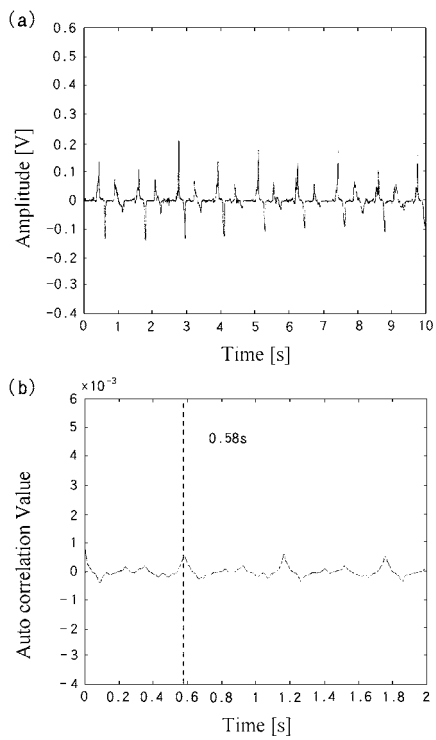 (a)
0.6
0.5
0.4
0.3
0.2
0.1
0
-0.1
-0.2
-0.3
-0.4
Amplitude [V]
0 1 2 3 4 5 6 7 8 9 10
Time [s]
(b)
×10⁻³
6
5
4
3
2
1
0
-1
-2
-3
-4
Auto correlation Value
0.58s
0 0.2 0.4 0.6 0.8 1 1.2 1.4 1.6 1.8 2
Time [s]